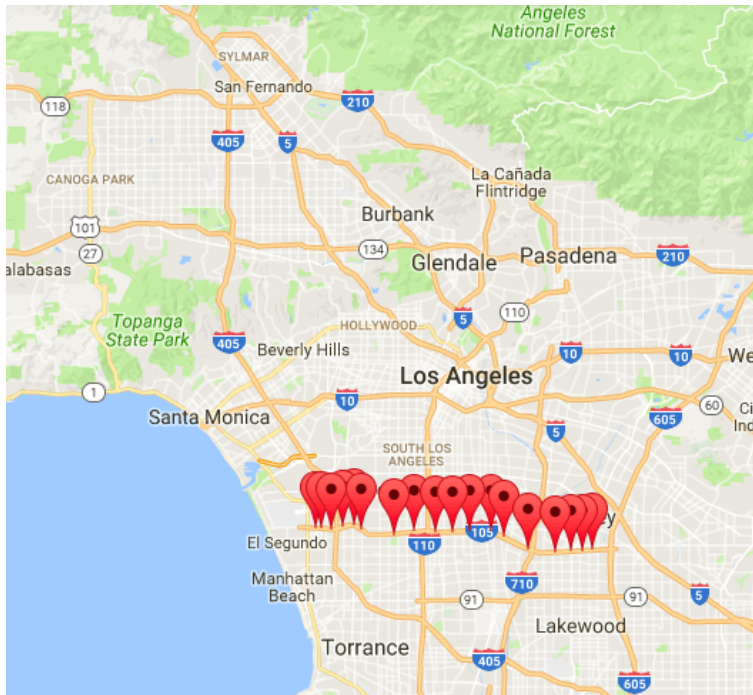 Angeles
National Forest
SYLMAR
San Fernando
118
210
405
5
La Cañada
Flintridge
CANOGA PARK
Burbank
101
134
27
Glendale
Pasadena
210
alabasas
110
5
Topanga
State Park
HOLLYWOOD
405
Beverly Hills
10
10
We
Los Angeles
1
10
Santa Monica
605
60
Ci
Ind
5
SOUTH LOS
ANGELES
ey
105
El Segundo
110
Manhattan
Beach
710
91
91
5
Lakewood
Torrance
405
605